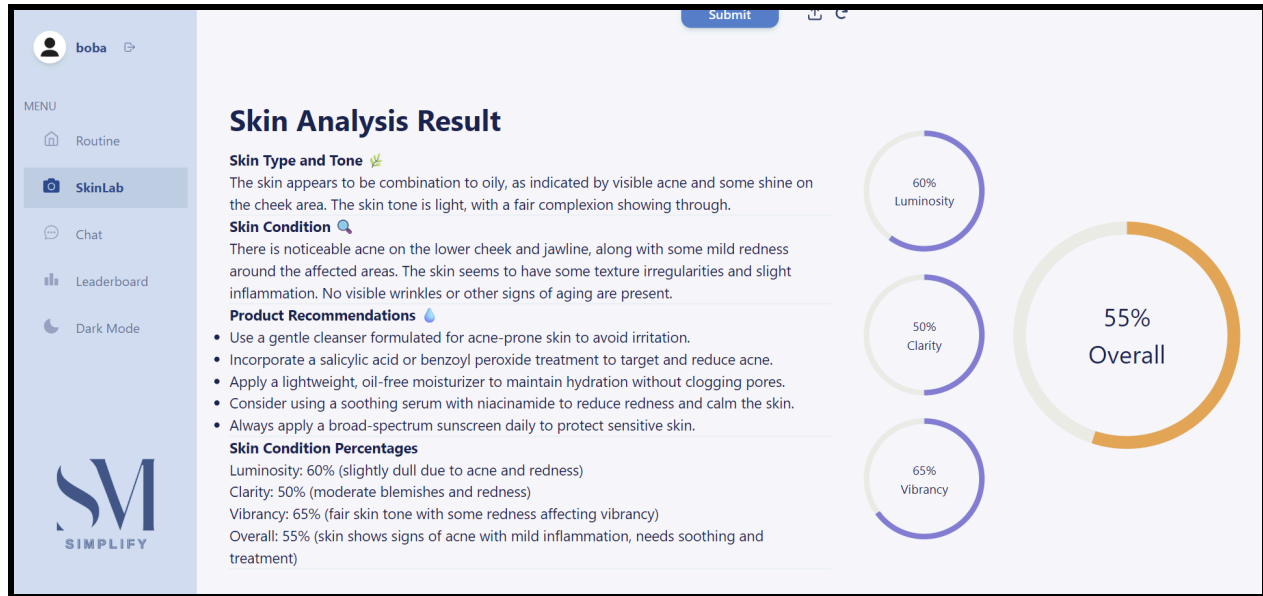 Submit
boba
MENU
Routine
SkinLab
Chat
Leaderboard
Dark Mode
SM
SIMPLIFY
Skin Analysis Result
Skin Type and Tone 🌿
The skin appears to be combination to oily, as indicated by visible acne and some shine on
the cheek area. The skin tone is light, with a fair complexion showing through.
Skin Condition 🔍
There is noticeable acne on the lower cheek and jawline, along with some mild redness
around the affected areas. The skin seems to have some texture irregularities and slight
inflammation. No visible wrinkles or other signs of aging are present.
Product Recommendations 💧
• Use a gentle cleanser formulated for acne-prone skin to avoid irritation.
• Incorporate a salicylic acid or benzoyl peroxide treatment to target and reduce acne.
• Apply a lightweight, oil-free moisturizer to maintain hydration without clogging pores.
• Consider using a soothing serum with niacinamide to reduce redness and calm the skin.
• Always apply a broad-spectrum sunscreen daily to protect sensitive skin.
Skin Condition Percentages
Luminosity: 60% (slightly dull due to acne and redness)
Clarity: 50% (moderate blemishes and redness)
Vibrancy: 65% (fair skin tone with some redness affecting vibrancy)
Overall: 55% (skin shows signs of acne with mild inflammation, needs soothing and
treatment)
60%
Luminosity
50%
Clarity
65%
Vibrancy
55%
Overall